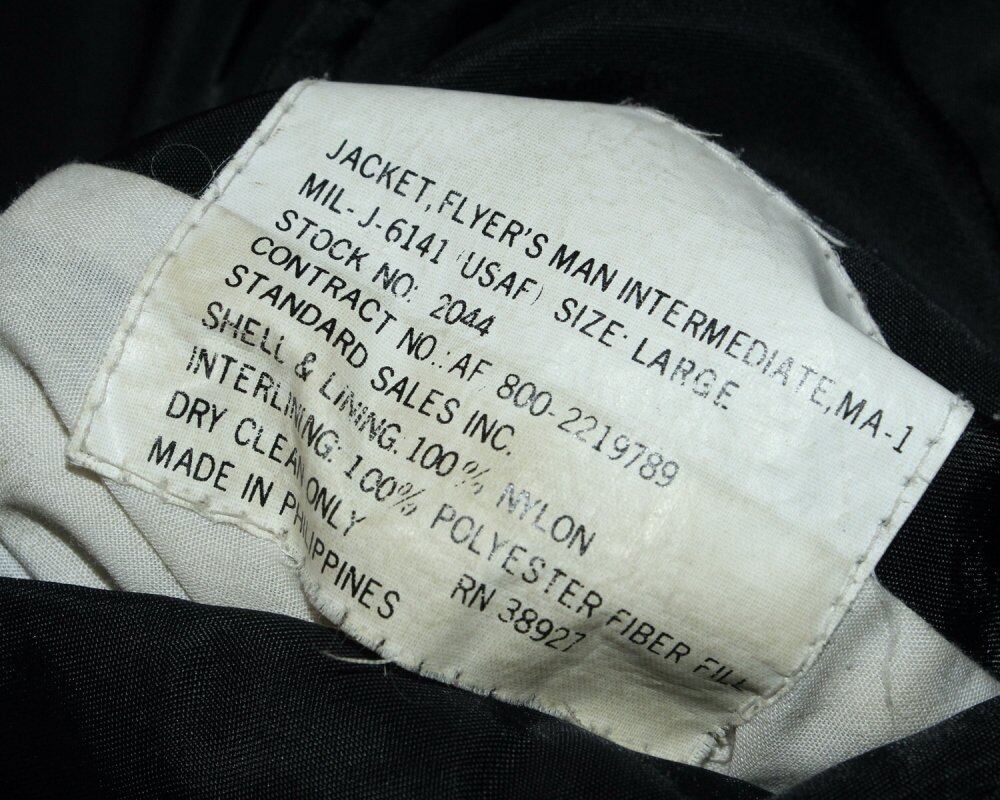 JACKET, FLYER'S MAN INTERMEDIATE, MA-1
MIL-J-6141 (USAF) SIZE: LARGE
STOCK NO: 2044
CONTRACT NO.: AF 800-2219789
STANDARD SALES INC.
SHELL & LINING: 100% NYLON
INTERLINING: 100% POLYESTER FIBER FILL
DRY CLEAN ONLY
MADE IN PHILIPPINES RN 38927